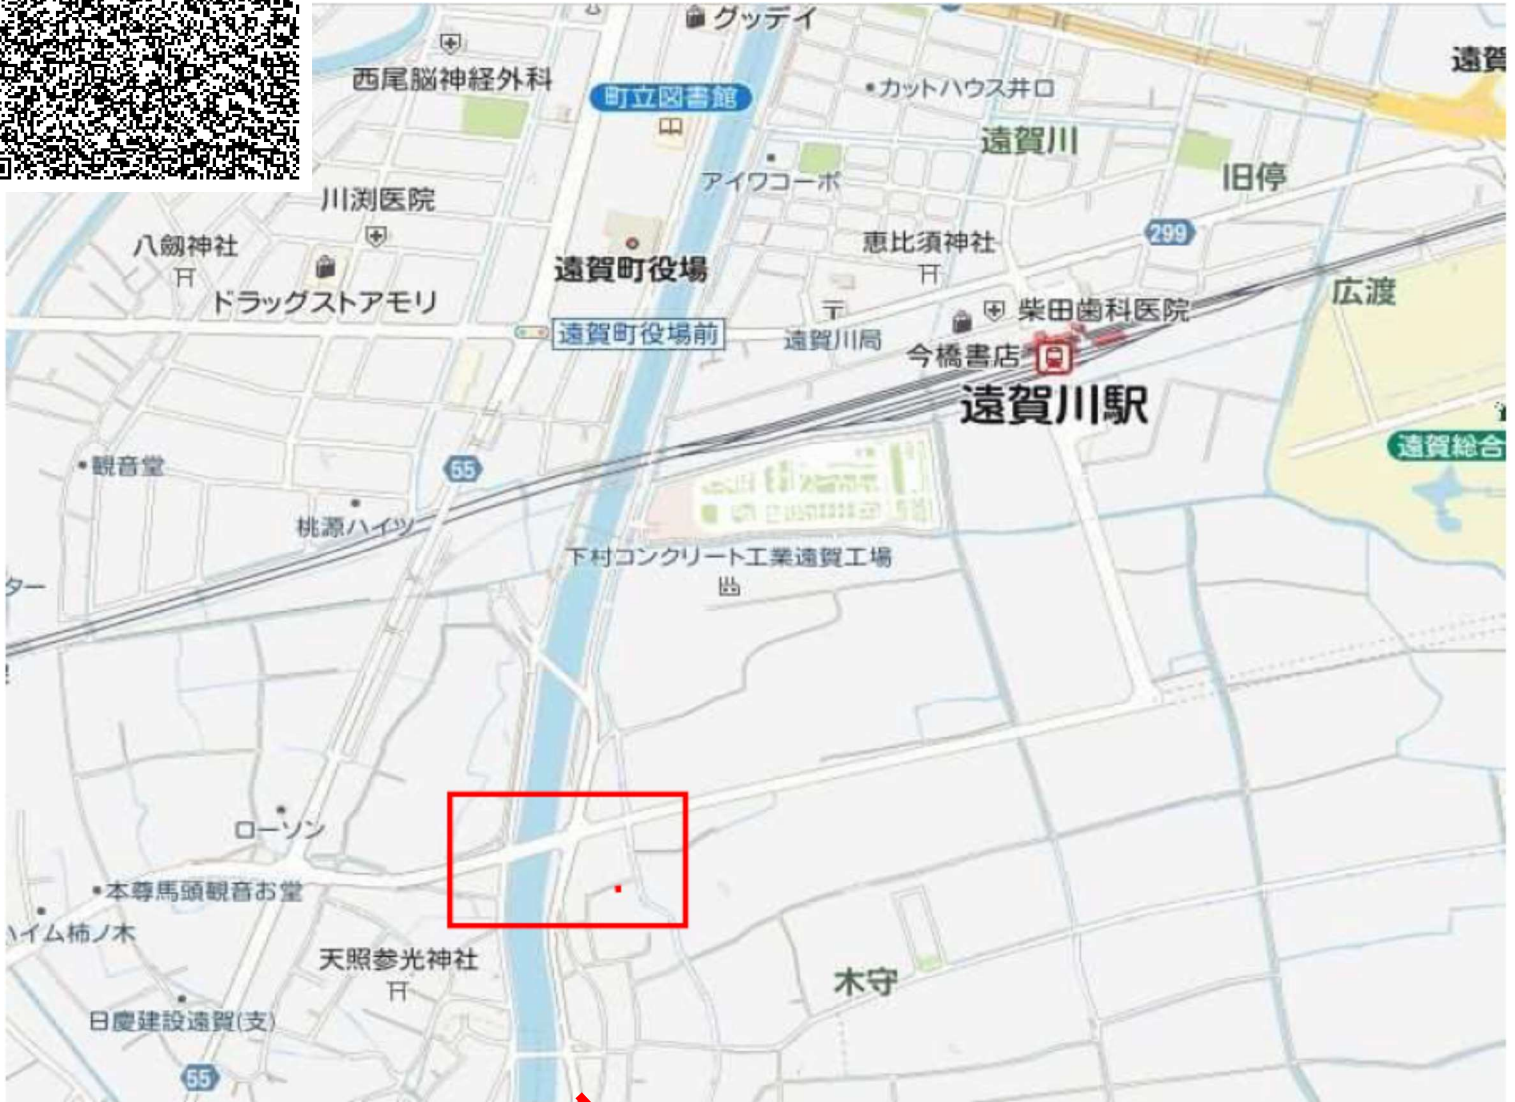 グッデイ
遠賀
西尾脳神経外科
町立図書館
カットハウス井口
遠賀川
アイワコーポ
旧停
川渕医院
299
八劔神社
恵比須神社
遠賀町役場
広渡
ドラッグストアモリ
柴田歯科医院
遠賀町役場前
遠賀川局
今橋書店
遠賀川駅
遠賀総合
観音堂
55
桃源ハイツ
下村コンクリート工業遠賀工場
ター
ローソン
本尊馬頭観音お堂
ハイム柿ノ木
天照参光神社
木守
日慶建設遠賀(支)
55